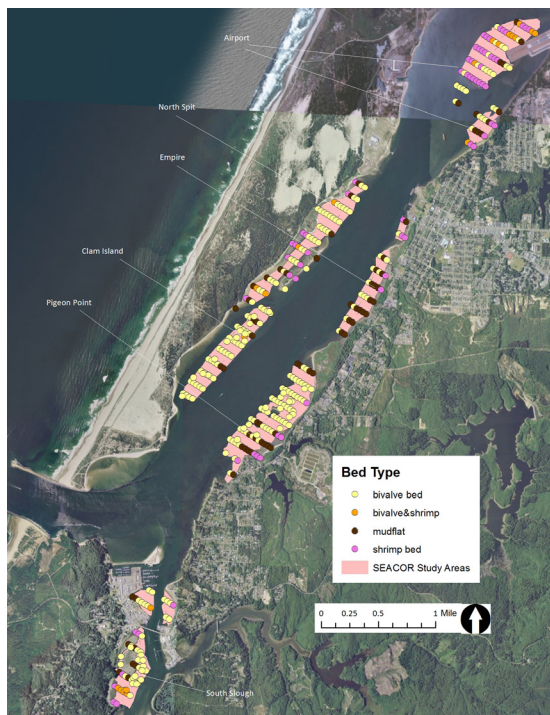 Airport
North Spit
Empire
Clam Island
Pigeon Point
Bed Type
bivalve bed
bivalve&shrimp
mudflat
shrimp bed
SEACOR Study Areas
0 0.25 0.5 1 Mile
South Slough